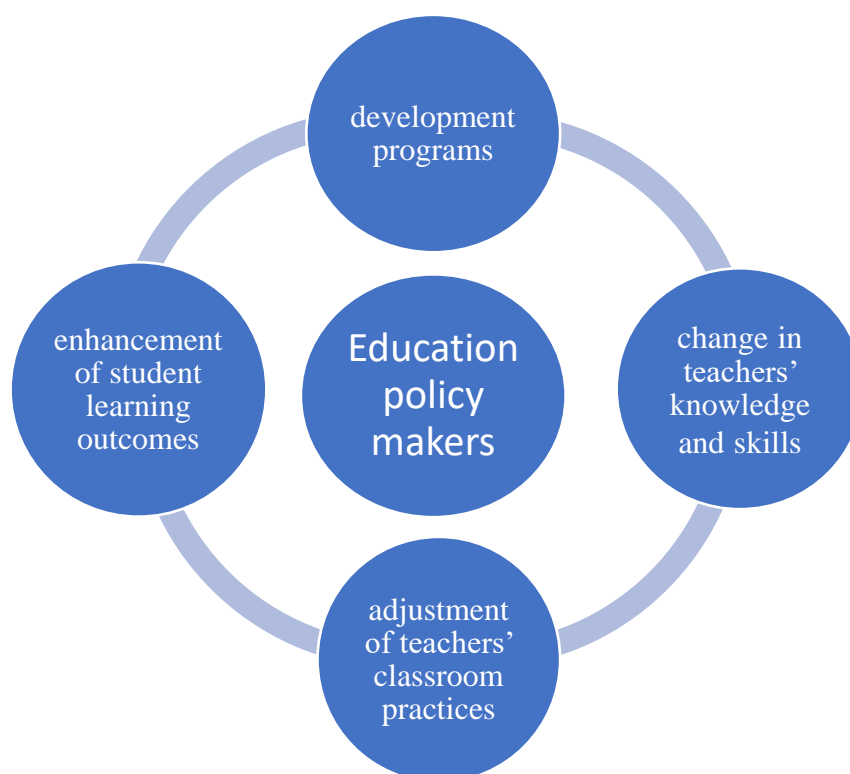 development
programs
enhancement
of student
learning
outcomes
Education
policy
makers
change in
teachers’
knowledge
and skills
adjustment
of teachers’
classroom
practices